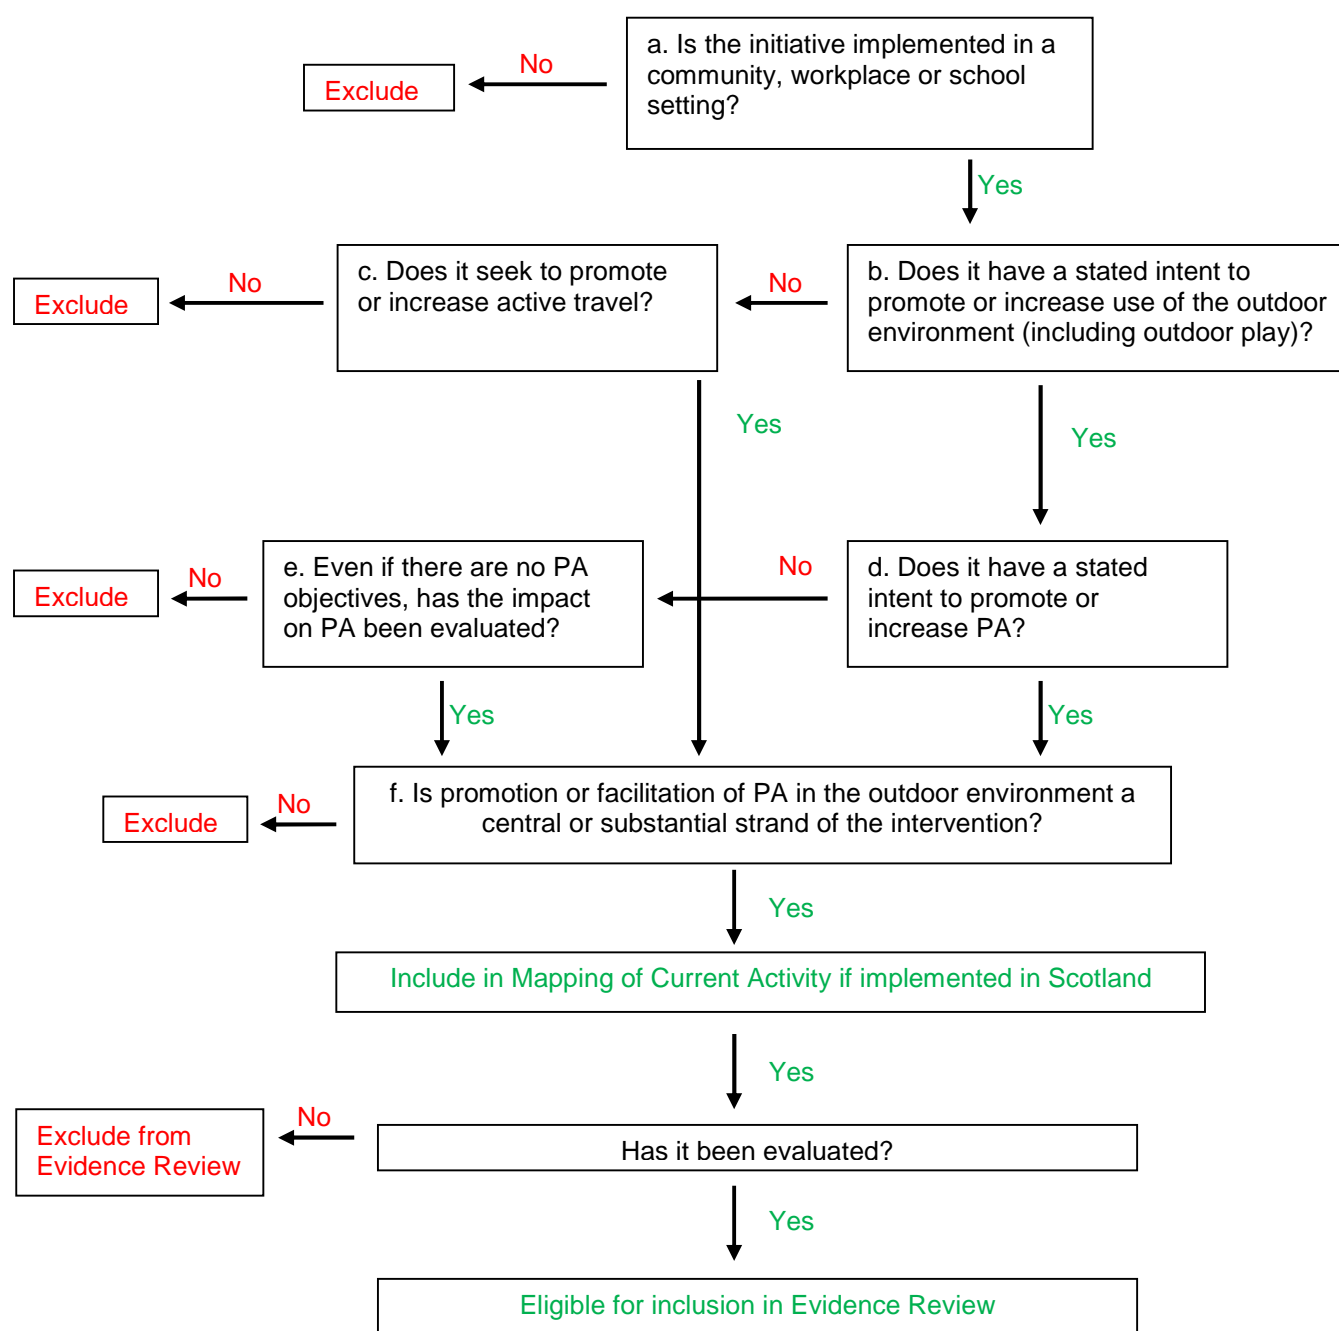 a. Is the initiative implemented in a
community, workplace or school
setting?
No
Exclude
Yes
b. Does it have a stated intent to
promote or increase use of the outdoor
environment (including outdoor play)?
No
c. Does it seek to promote
or increase active travel?
No
Exclude
Yes
Yes
d. Does it have a stated
intent to promote or
increase PA?
No
e. Even if there are no PA
objectives, has the impact
on PA been evaluated?
No
Exclude
Yes
Yes
f. Is promotion or facilitation of PA in the outdoor environment a
central or substantial strand of the intervention?
No
Exclude
Yes
Include in Mapping of Current Activity if implemented in Scotland
Yes
Has it been evaluated?
No
Exclude from
Evidence Review
Yes
Eligible for inclusion in Evidence Review